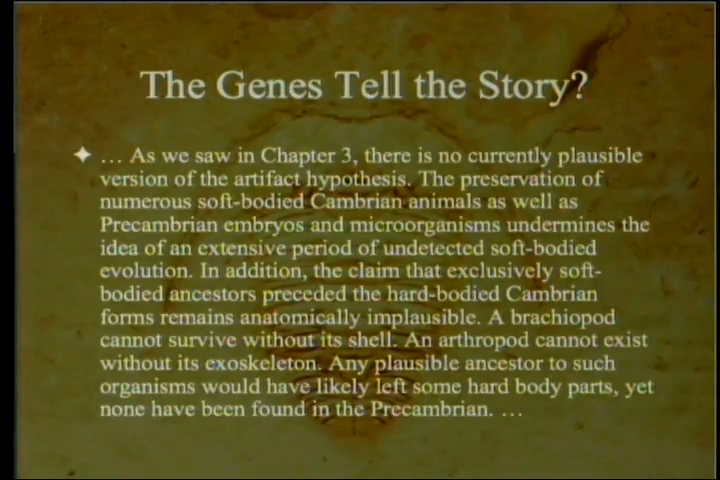 The Genes Tell the Story?
… As we saw in Chapter 3, there is no currently plausible
version of the artifact hypothesis. The preservation of
numerous soft-bodied Cambrian animals as well as
Precambrian embryos and microorganisms undermines the
idea of an extensive period of undetected soft-bodied
evolution. In addition, the claim that exclusively soft-
bodied ancestors preceded the hard-bodied Cambrian
forms remains anatomically implausible. A brachiopod
cannot survive without its shell. An arthropod cannot exist
without its exoskeleton. Any plausible ancestor to such
organisms would have likely left some hard body parts, yet
none have been found in the Precambrian. …